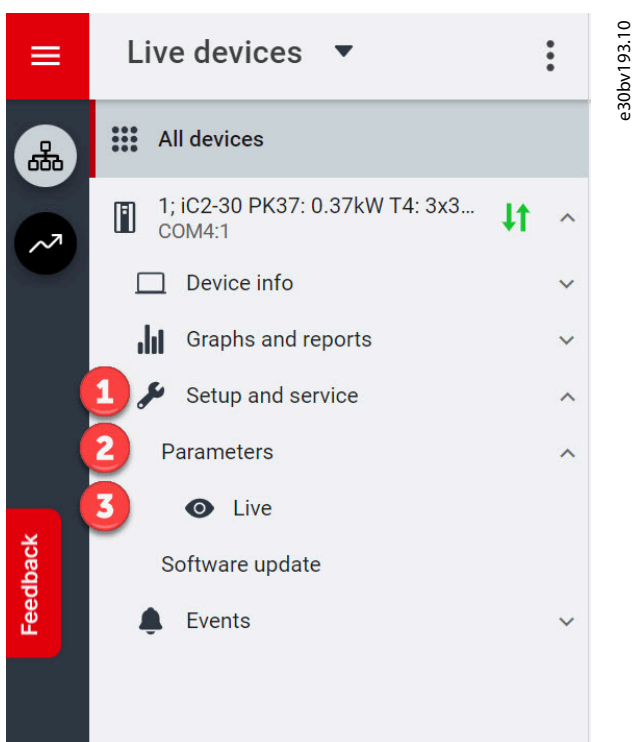 Live devices
e30bv193.10
All devices
1; iC2-30 PK37: 0.37kW T4: 3x3...
COM4:1
Device info
Graphs and reports
1
Setup and service
2
Parameters
3
Live
Software update
Feedback
Events